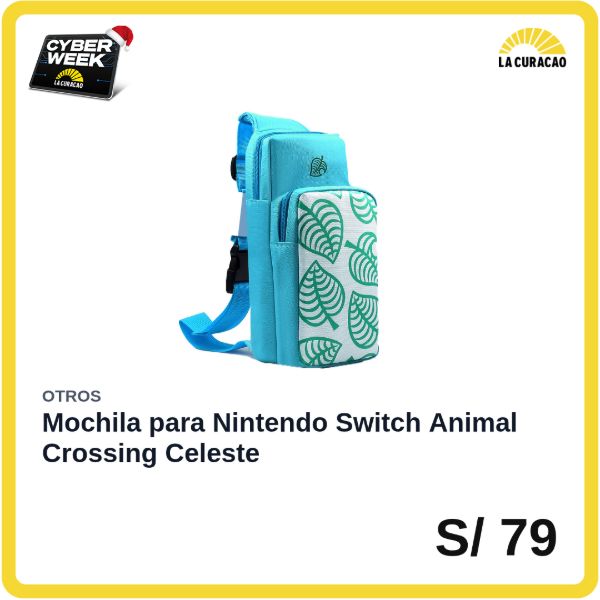 CYBER
WEEK
LA CURACAO
LA CURACAO
OTROS
Mochila para Nintendo Switch Animal
Crossing Celeste
S/ 79